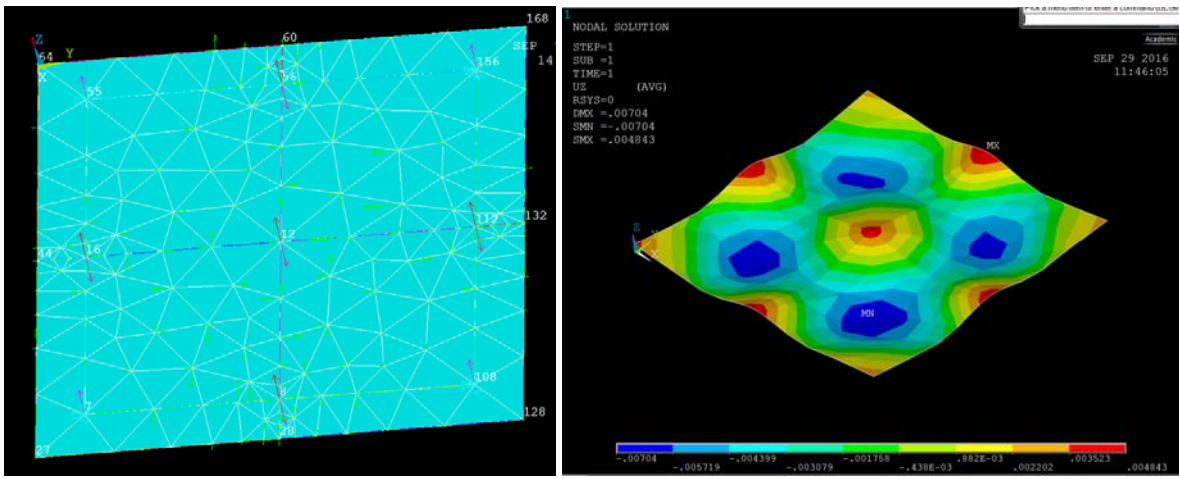 168
60
Z
Y
SEP
64
156
14
X
56
55
132
112
12
16
44
108
8
7
128
28
27
1
NODAL SOLUTION
Academic
STEP=1
SUB =1
TIME=1
UZ (AVG)
RSYS=0
DMX =.00704
SMN =-.00704
SMX =.004843
SEP 29 2016
11:46:05
MX
Z
X
MN
-.00704 -.004399 -.001758 .882E-03 .003523
-.005719 -.003079 -.438E-03 .002202 .004843